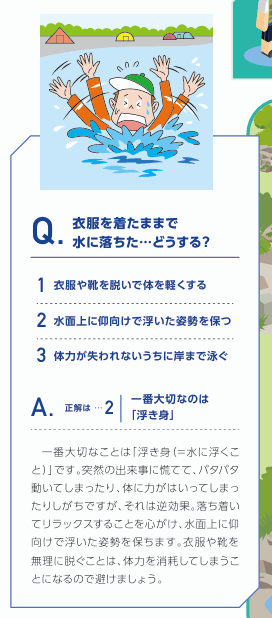 Q.
衣服を着たままで
水に落ちた…どうする?
1 衣服や靴を脱いで体を軽くする
2 水面上に仰向けで浮いた姿勢を保つ
3 体力が失われないうちに岸まで泳ぐ
A. 正解は…2
一番大切なのは
「浮き身」
一番大切なことは「浮き身(=水に浮くこ
と)」です。突然の出来事に慌てて、バタバタ
動いてしまったり、体に力がはいってしまっ
たりしがちですが、それは逆効果。落ち着い
てリラックスすることを心がけ、水面上に仰
向けで浮いた姿勢を保ちます。衣服や靴を
無理に脱ぐことは、体力を消耗してしまうこ
とになるので避けましょう。